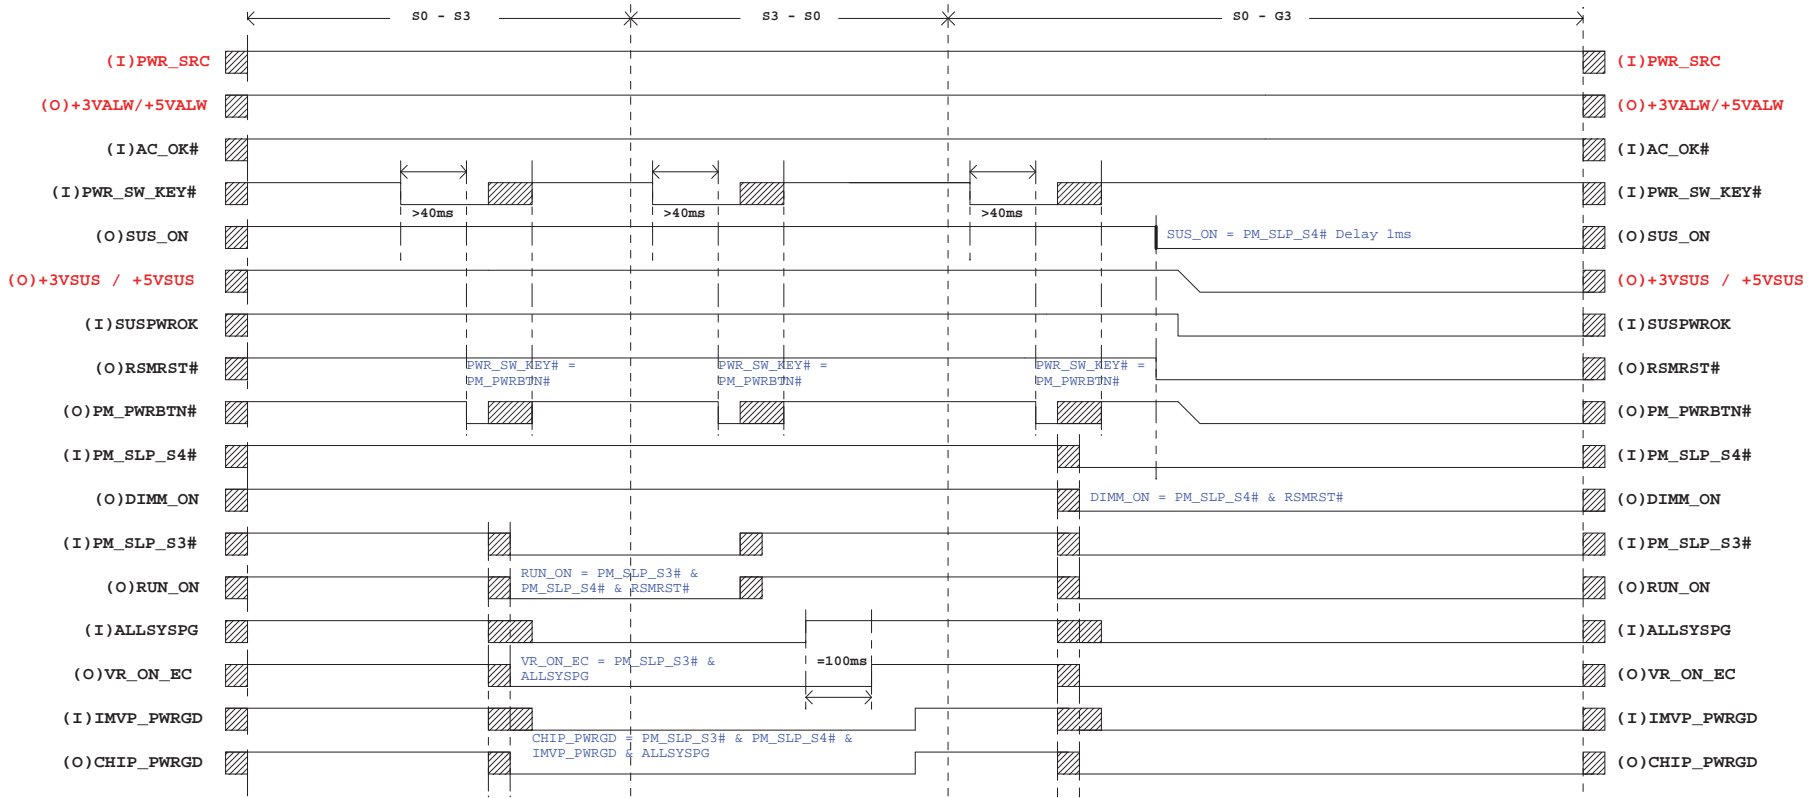 S0 - S3
S3 - S0
S0 - G3
(I)PWR_SRC
(I)PWR_SRC
(O)+3VALW/+5VALW
(O)+3VALW/+5VALW
(I)AC_OK#
(I)AC_OK#
(I)PWR_SW_KEY#
(I)PWR_SW_KEY#
>40ms
>40ms
>40ms
(O)SUS_ON
SUS_ON = PM_SLP_S4# Delay 1ms
(O)SUS_ON
(O)+3VSUS / +5VSUS
(O)+3VSUS / +5VSUS
(I)SUSPWROK
(I)SUSPWROK
(O)RSMRST#
PWR_SW_KEY# =
PM_PWRBTN#
PWR_SW_KEY# =
PM_PWRBTN#
PWR_SW_KEY# =
PM_PWRBTN#
(O)RSMRST#
(O)PM_PWRBTN#
(O)PM_PWRBTN#
(I)PM_SLP_S4#
(I)PM_SLP_S4#
(O)DIMM_ON
DIMM_ON = PM_SLP_S4# & RSMRST#
(O)DIMM_ON
(I)PM_SLP_S3#
(I)PM_SLP_S3#
(O)RUN_ON
RUN_ON = PM_SLP_S3# &
PM_SLP_S4# & RSMRST#
(O)RUN_ON
(I)ALLSYSPG
(I)ALLSYSPG
(O)VR_ON_EC
VR_ON_EC = PM_SLP_S3# &
ALLSYSPG
=100ms
(O)VR_ON_EC
(I)IMVP_PWRGD
(I)IMVP_PWRGD
CHIP_PWRGD = PM_SLP_S3# & PM_SLP_S4# &
IMVP_PWRGD & ALLSYSPG
(O)CHIP_PWRGD
(O)CHIP_PWRGD